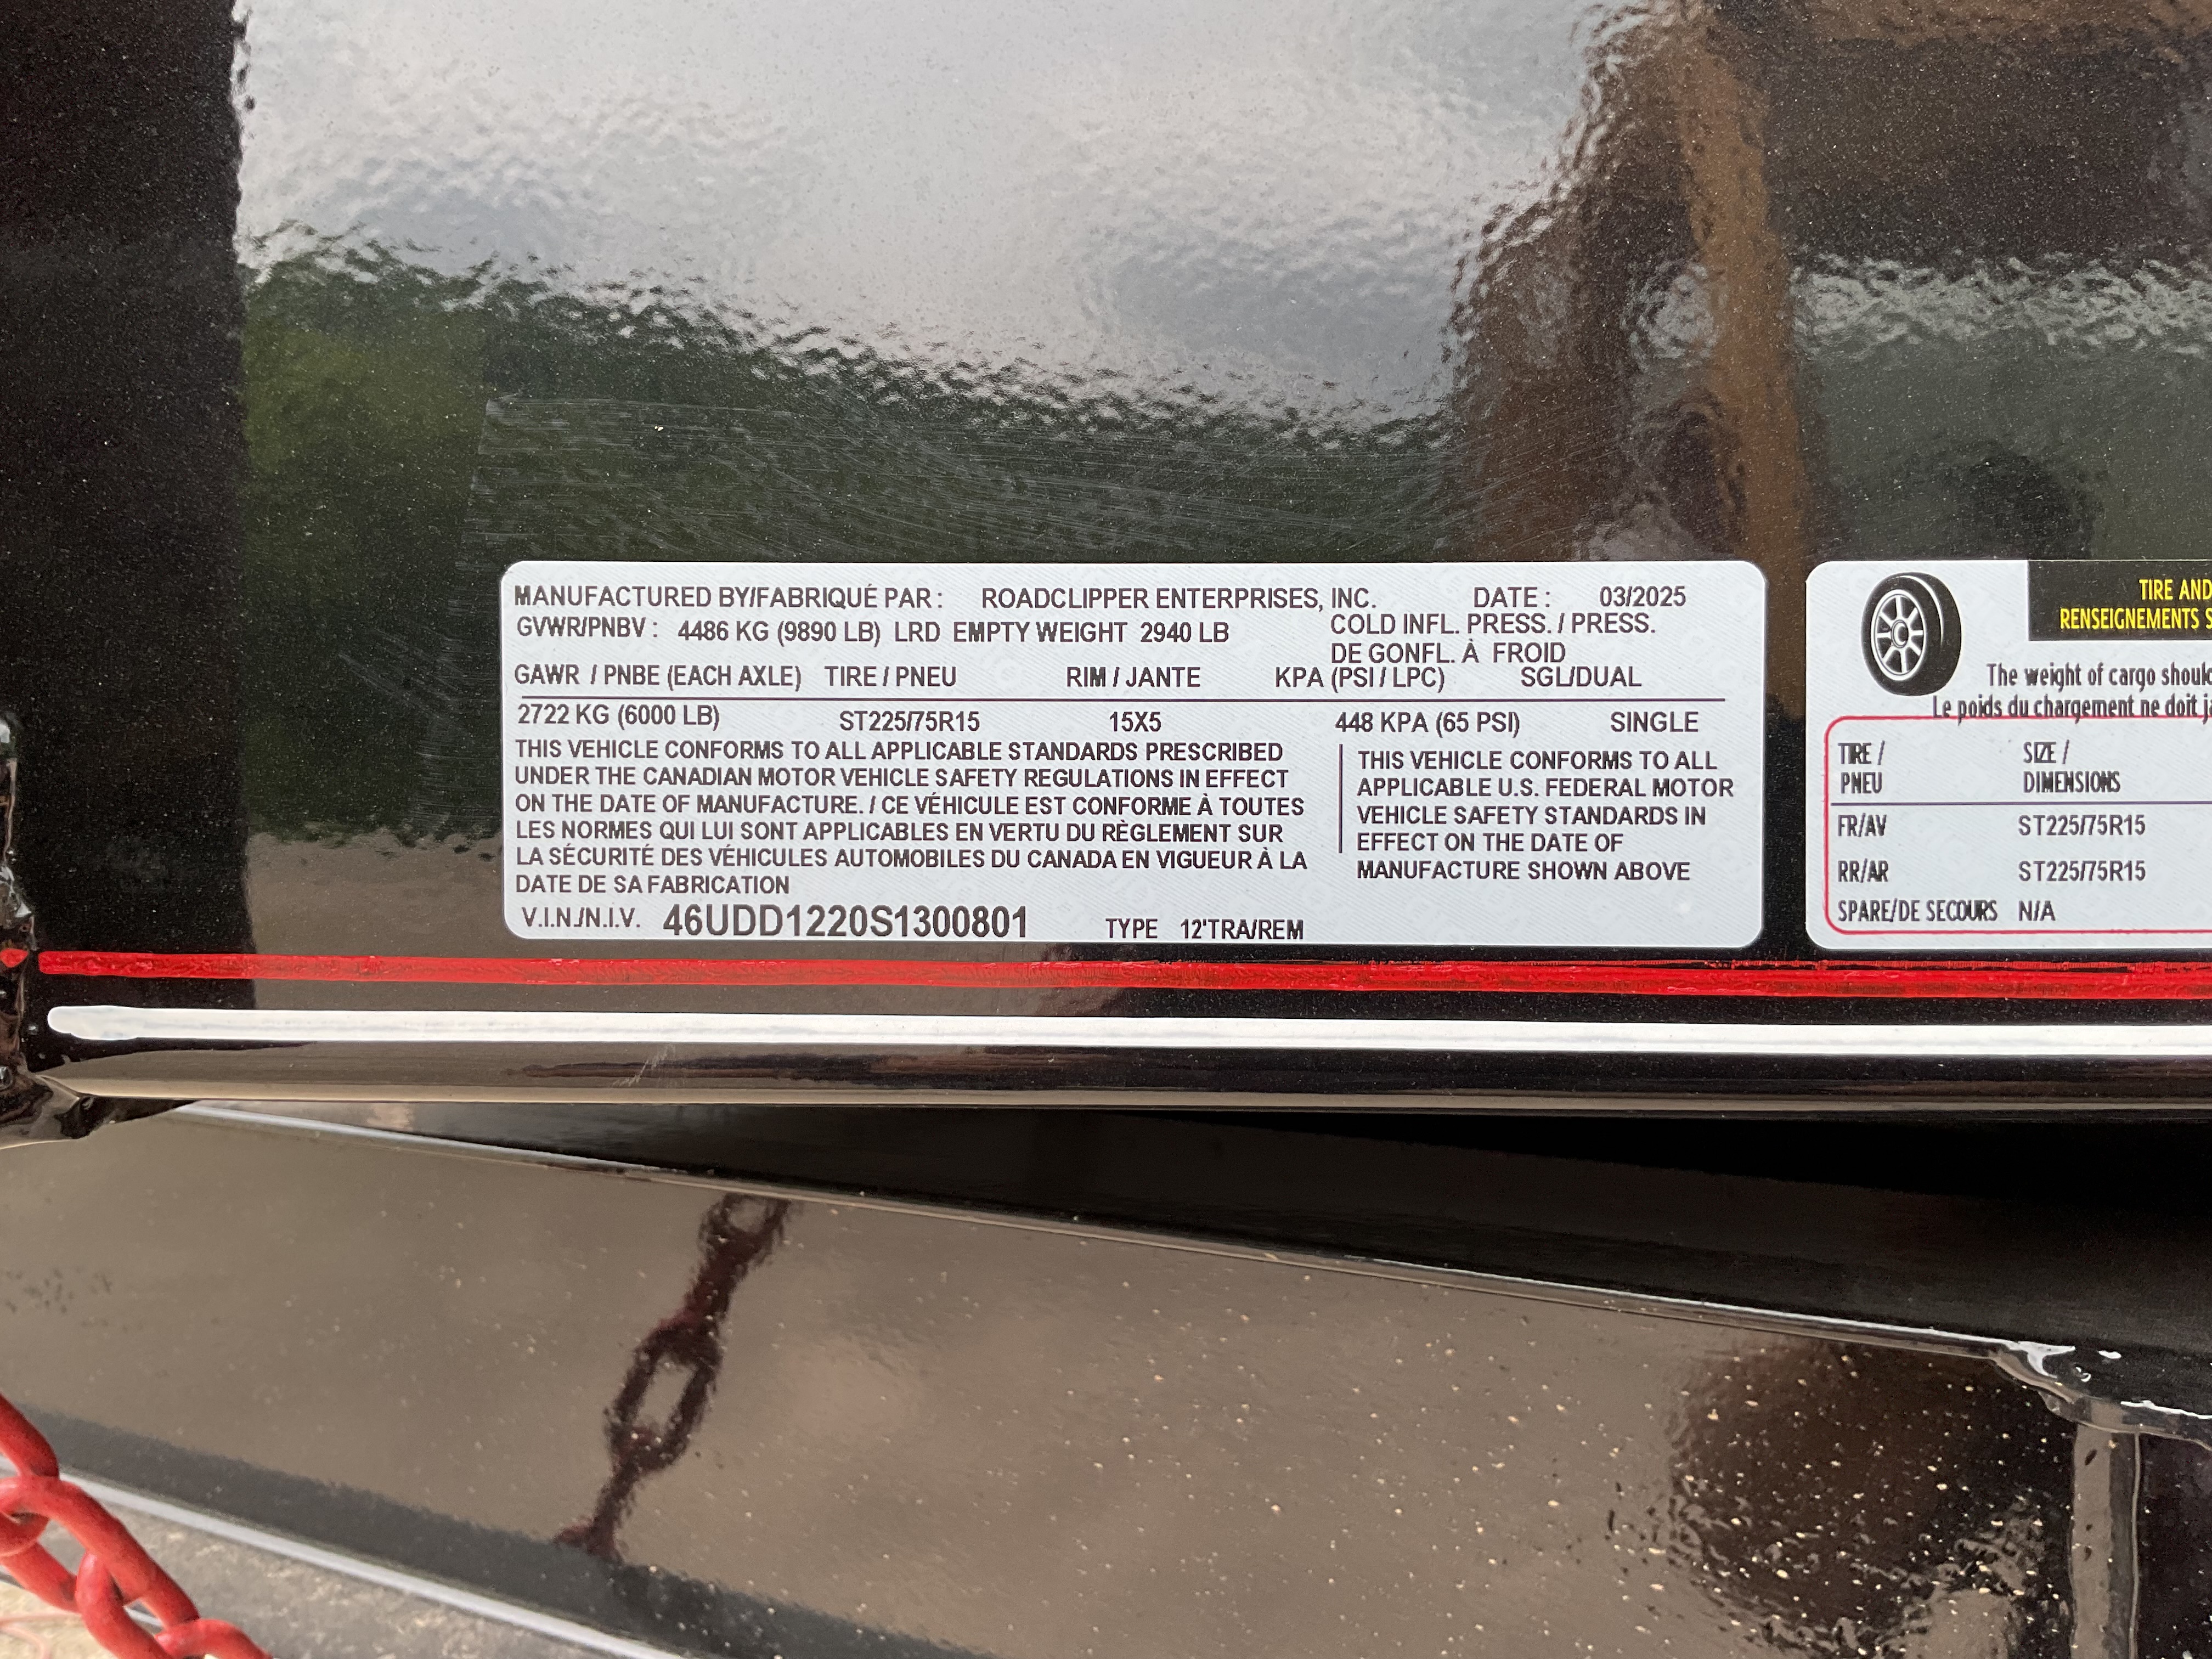 MANUFACTURED BY/FABRIQUÉ PAR : ROADCLIPPER ENTERPRISES, INC. DATE : 03/2025
GVWR/PNBV : 4486 KG (9890 LB) LRD EMPTY WEIGHT 2940 LB
COLD INFL. PRESS. / PRESS.
DE GONFL. À FROID
GAWR / PNBE (EACH AXLE) TIRE / PNEU RIM / JANTE KPA (PSI / LPC) SGL/DUAL
2722 KG (6000 LB) ST225/75R15 15X5 448 KPA (65 PSI) SINGLE
THIS VEHICLE CONFORMS TO ALL APPLICABLE STANDARDS PRESCRIBED
UNDER THE CANADIAN MOTOR VEHICLE SAFETY REGULATIONS IN EFFECT
ON THE DATE OF MANUFACTURE. / CE VÉHICULE EST CONFORME À TOUTES
LES NORMES QUI LUI SONT APPLICABLES EN VERTU DU RÈGLEMENT SUR
LA SÉCURITÉ DES VÉHICULES AUTOMOBILES DU CANADA EN VIGUEUR À LA
DATE DE SA FABRICATION
THIS VEHICLE CONFORMS TO ALL
APPLICABLE U.S. FEDERAL MOTOR
VEHICLE SAFETY STANDARDS IN
EFFECT ON THE DATE OF
MANUFACTURE SHOWN ABOVE
V.I.N./N.I.V. 46UDD1220S1300801 TYPE 12'TRA/REM
TIRE AND
RENSEIGNEMENTS
The weight of cargo
Le poids du chargement ne doit
TIRE / SIZE /
PNEU DIMENSIONS
FR/AV ST225/75R15
RR/AR ST225/75R15
SPARE/DE SECOURS N/A